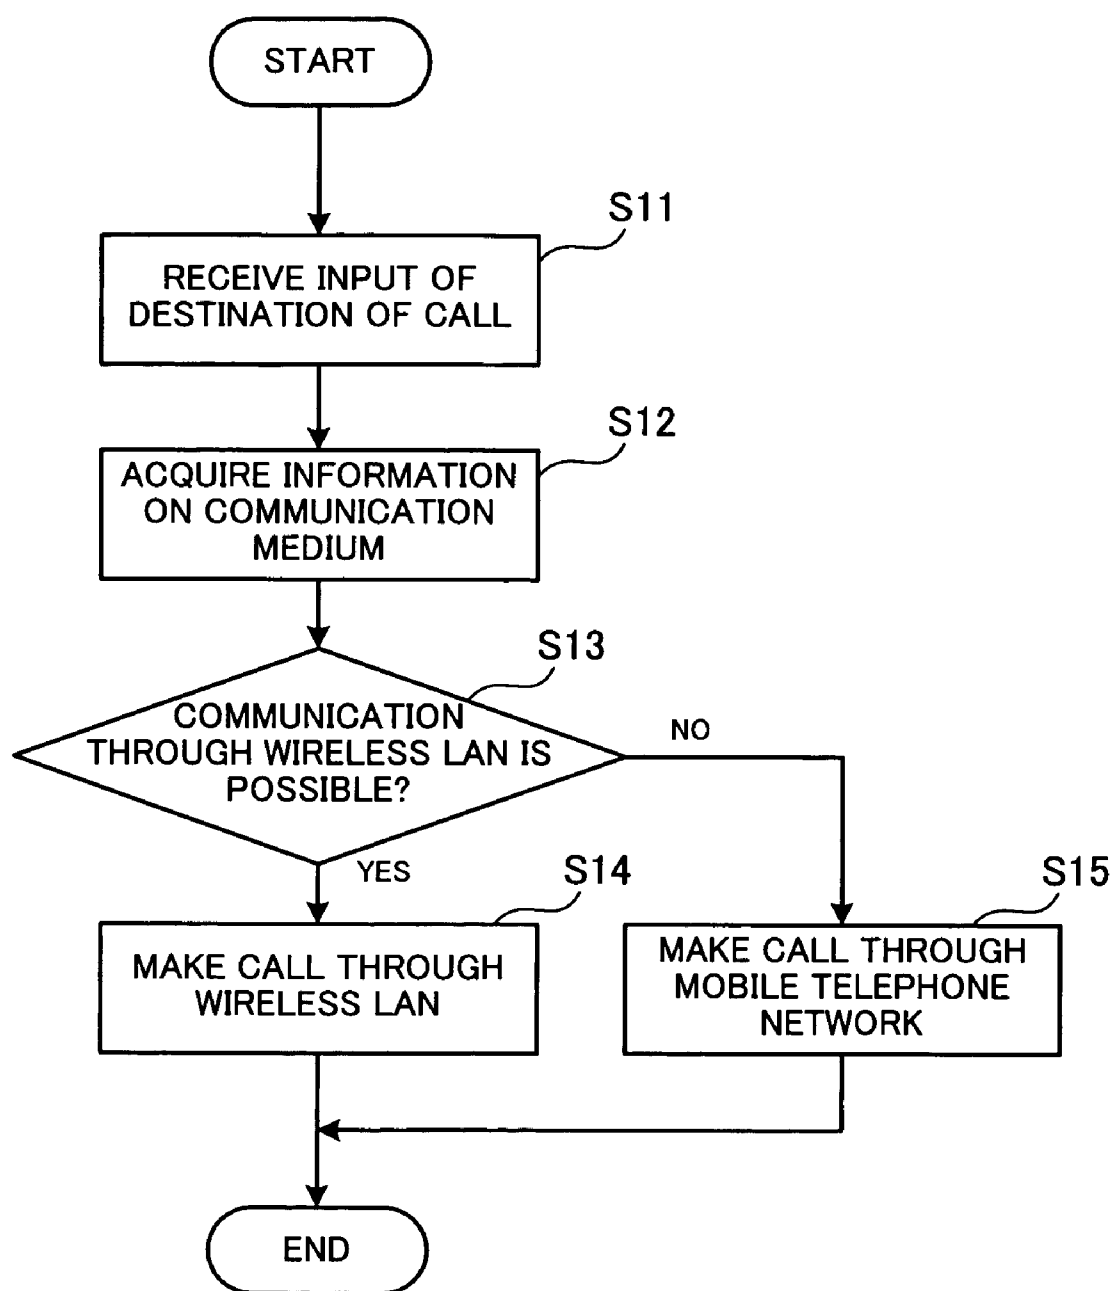 START
S11
RECEIVE INPUT OF
DESTINATION OF CALL
S12
ACQUIRE INFORMATION
ON COMMUNICATION
MEDIUM
S13
COMMUNICATION
THROUGH WIRELESS LAN IS
POSSIBLE?
NO
YES
S14
MAKE CALL THROUGH
WIRELESS LAN
S15
MAKE CALL THROUGH
MOBILE TELEPHONE
NETWORK
END